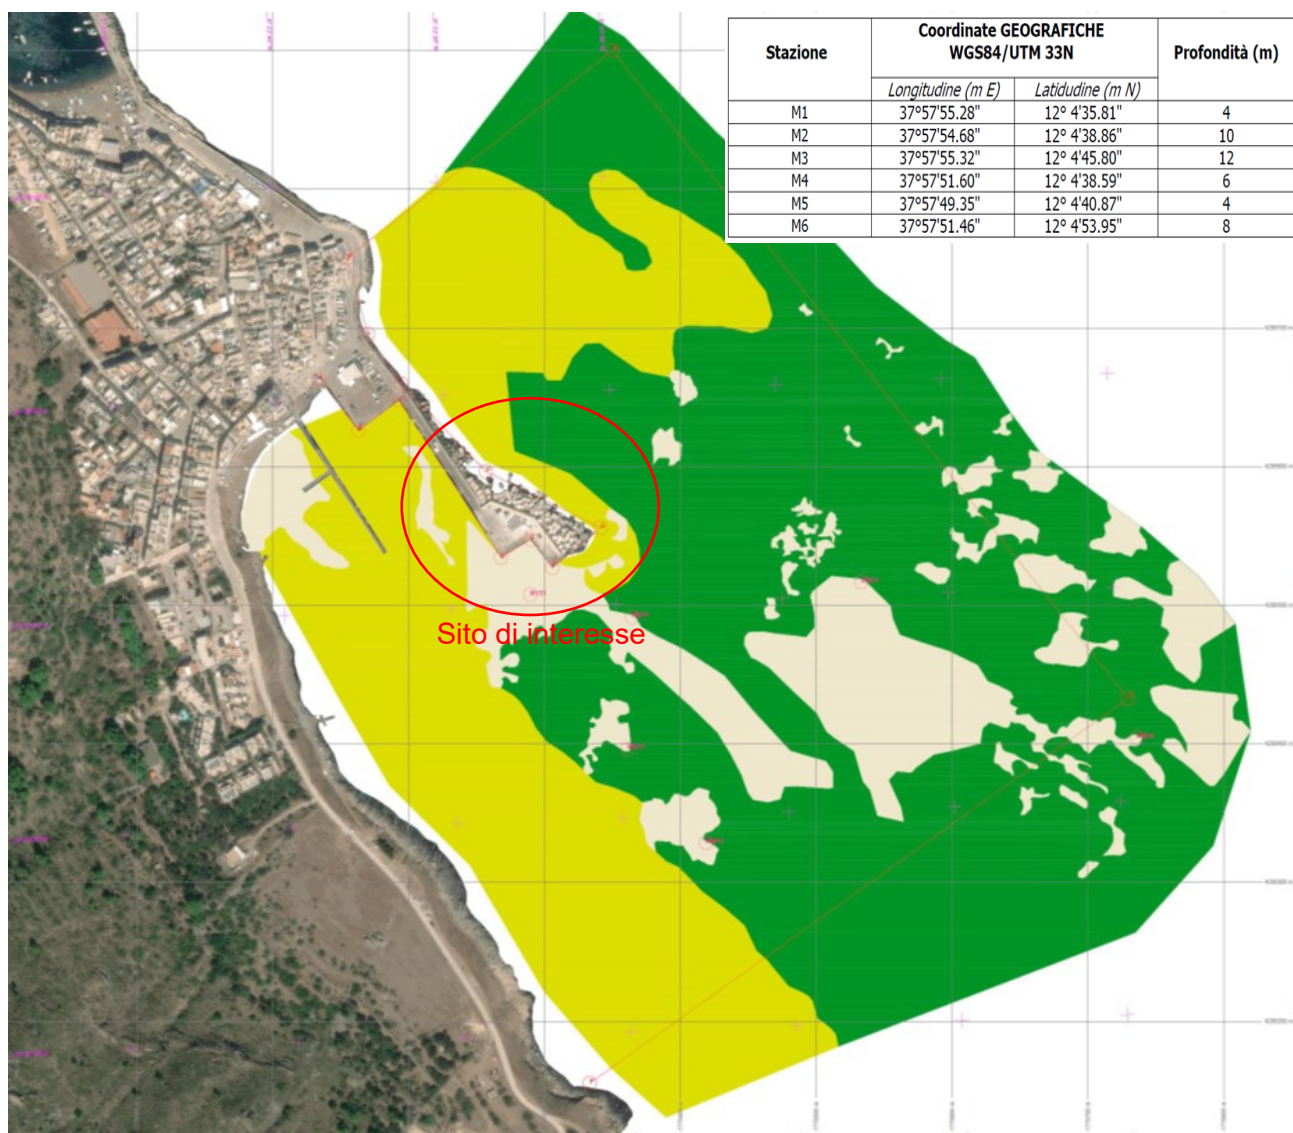 Coordinate GEOGRAFICHE
WGS84/UTM 33N
Stazione
Profondità (m)
Longitudine (m E) Latidudine (m N)
M1 37°57'55.28" 12° 4'35.81" 4
M2 37°57'54.68" 12° 4'38.86" 10
M3 37°57'55.32" 12° 4'45.80" 12
M4 37°57'51.60" 12° 4'38.59" 6
M5 37°57'49.35" 12° 4'40.87" 4
M6 37°57'51.46" 12° 4'53.95" 8
Sito di interesse